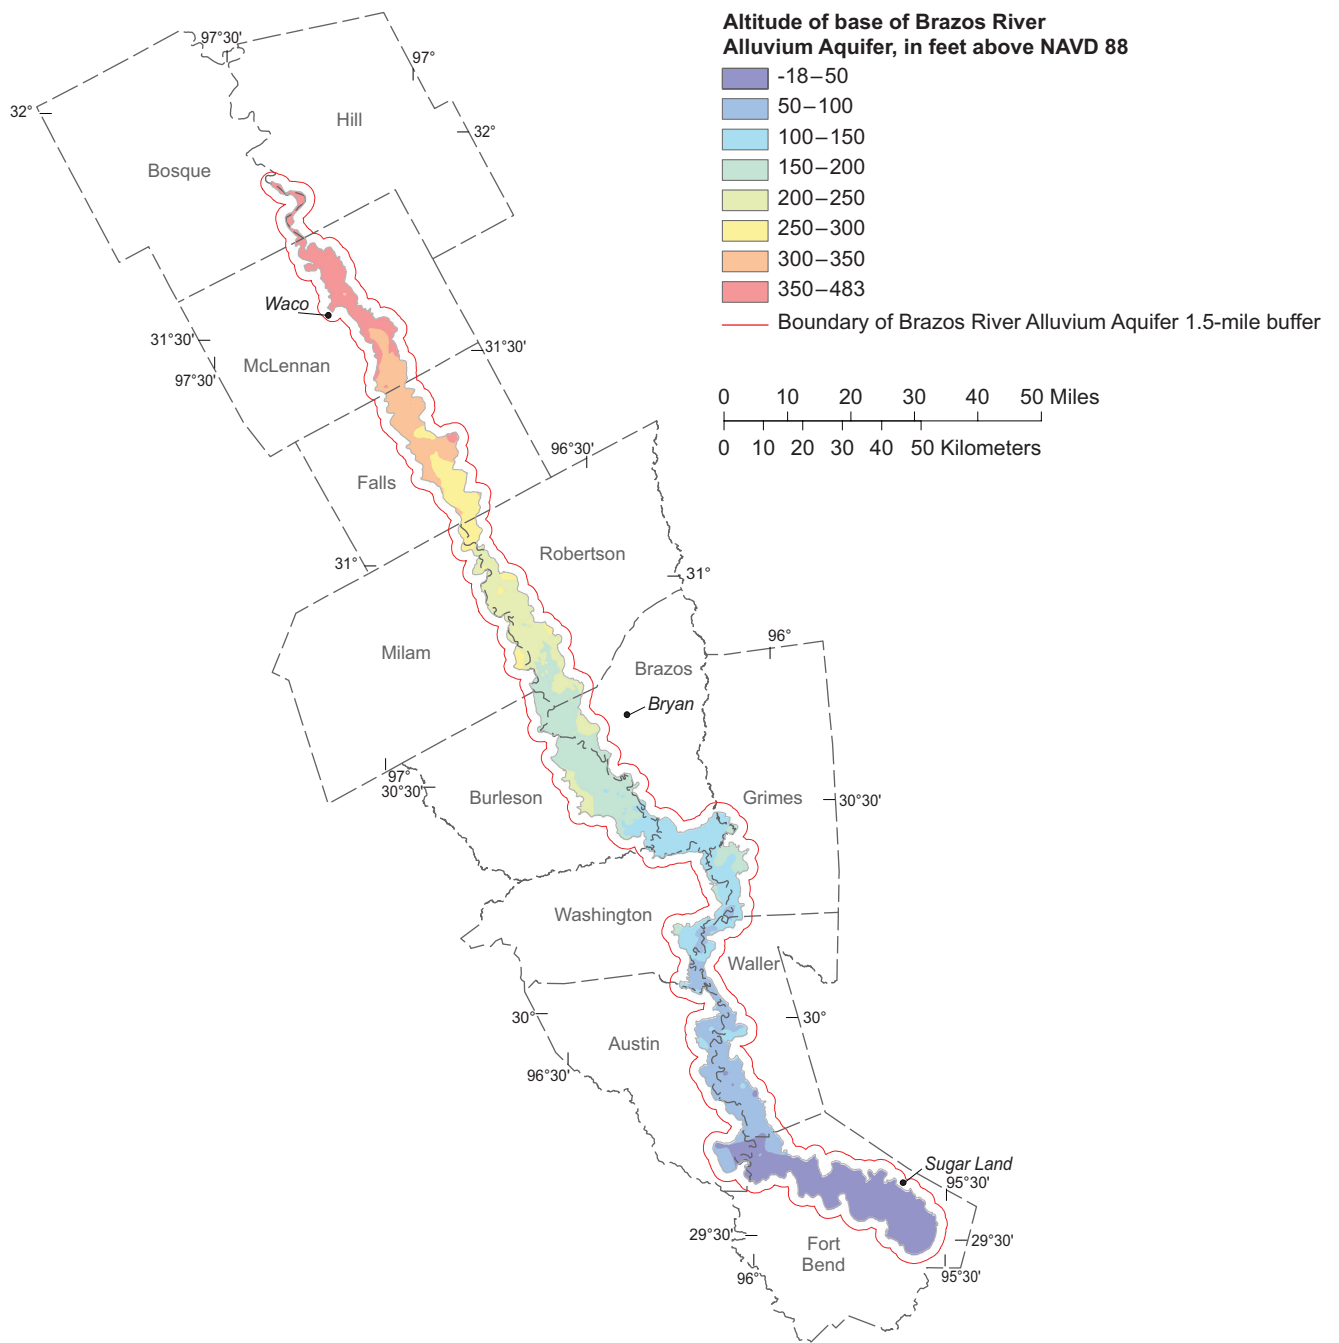 Altitude of base of Brazos River
Alluvium Aquifer, in feet above NAVD 88
-18–50
50–100
100–150
150–200
200–250
250–300
300–350
350–483
Boundary of Brazos River Alluvium Aquifer 1.5-mile buffer
0 10 20 30 40 50 Miles
0 10 20 30 40 50 Kilometers
97°30'
97°
32°
Hill
32°
Bosque
Waco
31°30'
McLennan
31°30'
97°30'
96°30'
Falls
Robertson
31°
31°
96°
Milam
Brazos
Bryan
97°
30°30'
Burleson
Grimes
30°30'
Washington
Waller
30°
30°
Austin
96°30'
Sugar Land
95°30'
29°30'
Fort
Bend
29°30'
96°
95°30'